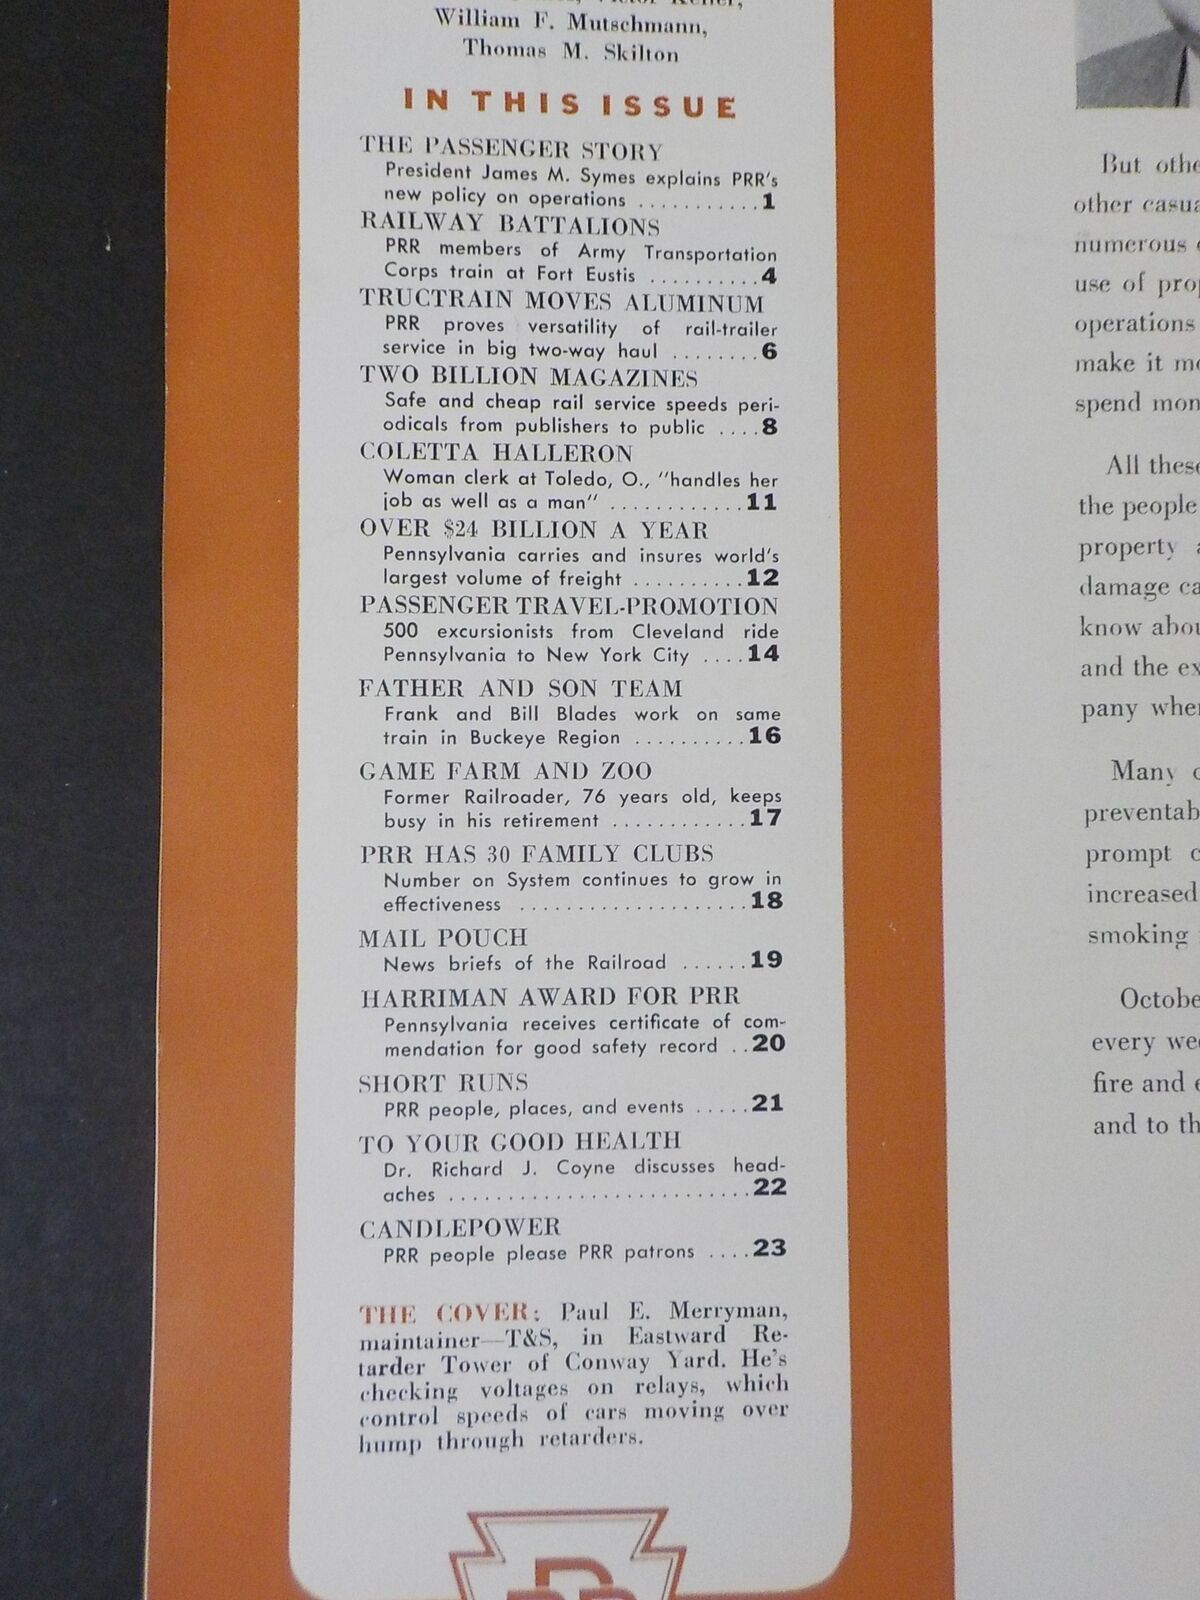 William F. Mutschmann,
Thomas M. Skilton
IN THIS ISSUE
THE PASSENGER STORY
President James M. Symes explains PRR's
new policy on operations ........... 1
RAILWAY BATTALIONS
PRR members of Army Transportation
Corps train at Fort Eustis .......... 4
TRUCTRAIN MOVES ALUMINUM
PRR proves versatility of rail-trailer
service in big two-way haul ........ 6
TWO BILLION MAGAZINES
Safe and cheap rail service speeds peri-
odicals from publishers to public .... 8
COLETTA HALLERON
Woman clerk at Toledo, O., "handles her
job as well as a man" ............ 11
OVER $24 BILLION A YEAR
Pennsylvania carries and insures world's
largest volume of freight .......... 12
PASSENGER TRAVEL-PROMOTION
500 excursionists from Cleveland ride
Pennsylvania to New York City .... 14
FATHER AND SON TEAM
Frank and Bill Blades work on same
train in Buckeye Region .......... 16
GAME FARM AND ZOO
Former Railroader, 76 years old, keeps
busy in his retirement ............ 17
PRR HAS 30 FAMILY CLUBS
Number on System continues to grow in
effectiveness .................... 18
MAIL POUCH
News briefs of the Railroad ...... 19
HARRIMAN AWARD FOR PRR
Pennsylvania receives certificate of com-
mendation for good safety record .. 20
SHORT RUNS
PRR people, places, and events ..... 21
TO YOUR GOOD HEALTH
Dr. Richard J. Coyne discusses head-
aches .......................... 22
CANDLEPOWER
PRR people please PRR patrons .... 23
THE COVER: Paul E. Merryman,
maintainer—T&S, in Eastward Re-
tarder Tower of Conway Yard. He's
checking voltages on relays, which
control speeds of cars moving over
hump through retarders.
But
other
numerous
use of
operations
make it
spend
All these
the people
property
damage
know
and the
pany
Many
prompt
increased
smoking
every
fire and
and to